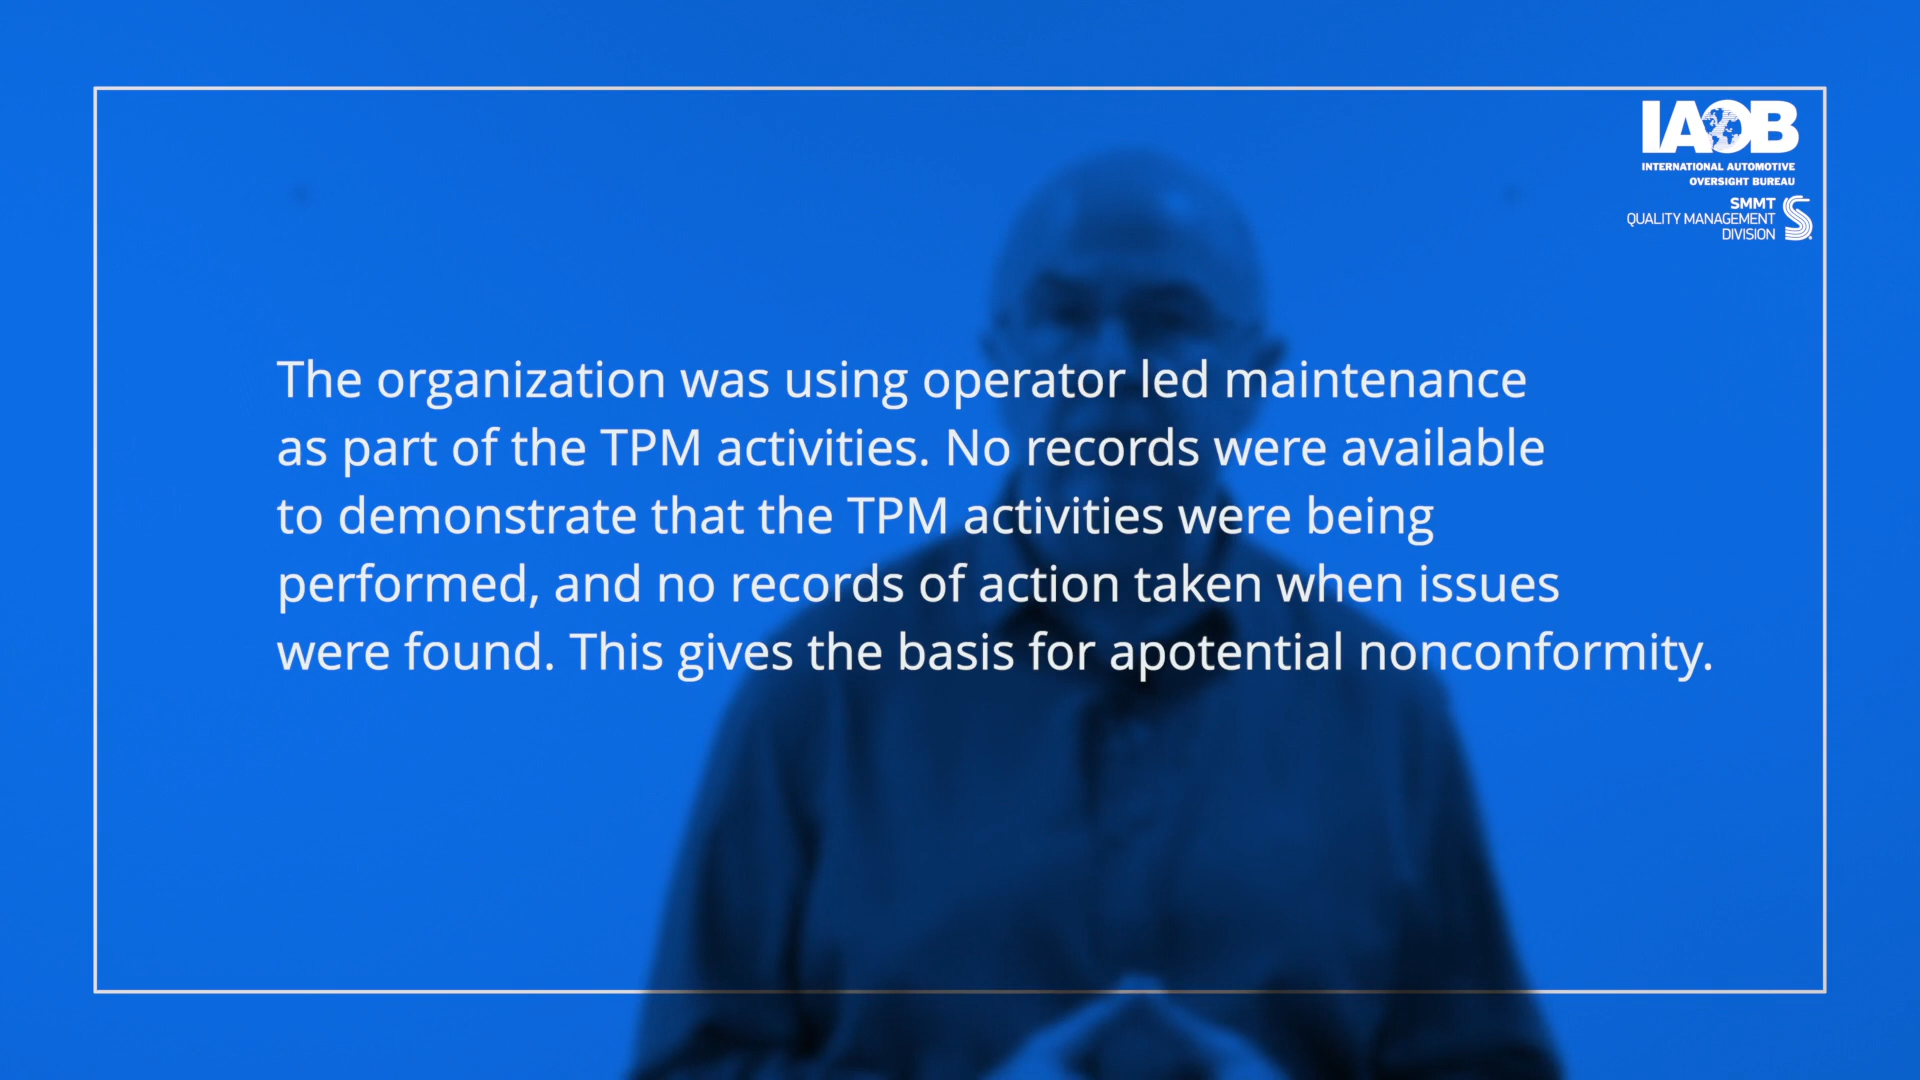 IAOB
INTERNATIONAL AUTOMOTIVE
OVERSIGHT BUREAU
SMMT
QUALITY MANAGEMENT
DIVISION
The organization was using operator led maintenance
as part of the TPM activities. No records were available
to demonstrate that the TPM activities were being
performed, and no records of action taken when issues
were found. This gives the basis for apotential nonconformity.